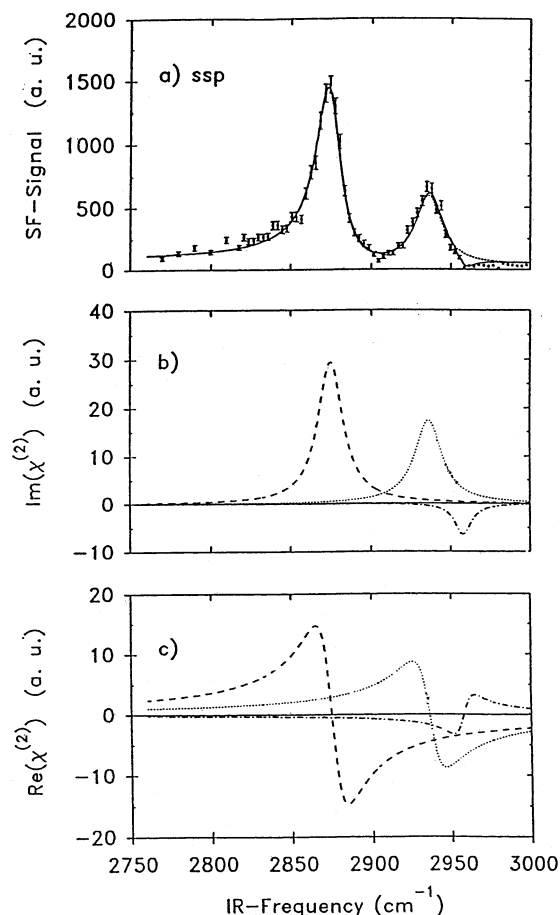 2000
1500
1000
500
0
SF-Signal (a. u.)
a) ssp
40
30
20
10
0
-10
Im(χ(2)) (a. u.)
b)
20
10
0
-10
-20
Re(χ(2)) (a. u.)
c)
2750 2800 2850 2900 2950 3000
IR-Frequency (cm-1)